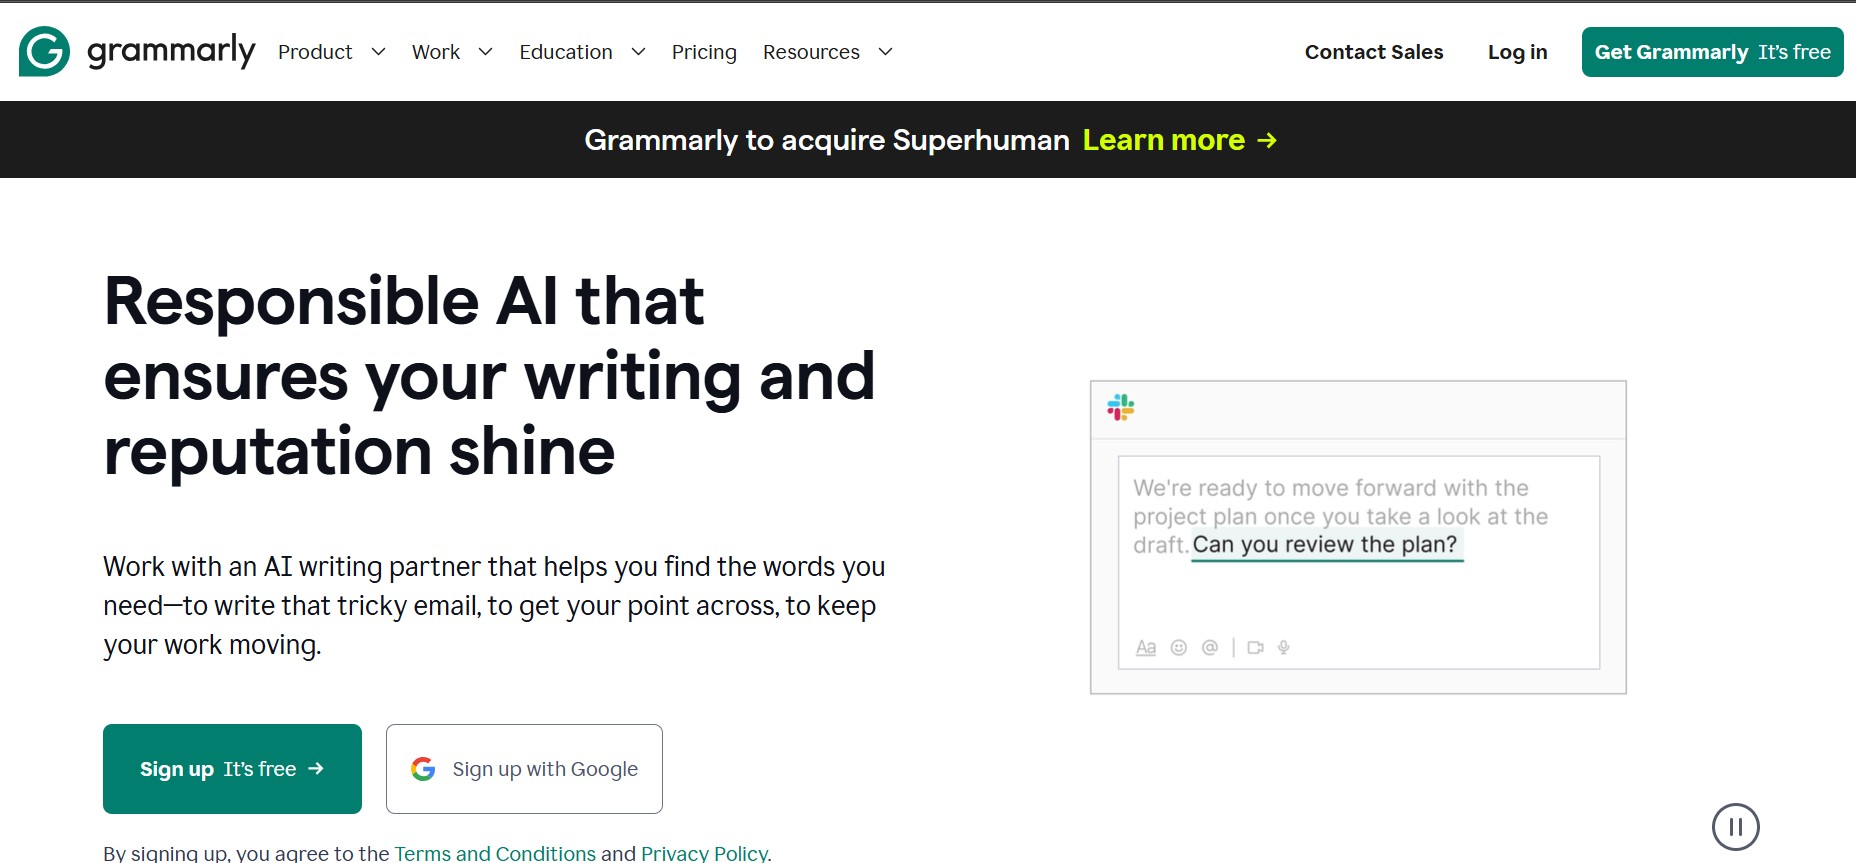 grammarly Product Work Education Pricing Resources Contact Sales Log in Get Grammarly It's free
Grammarly to acquire Superhuman Learn more →
Responsible AI that
ensures your writing and
reputation shine
Work with an AI writing partner that helps you find the words you
need—to write that tricky email, to get your point across, to keep
your work moving.
Sign up It's free →
Sign up with Google
By signing up, you agree to the Terms and Conditions and Privacy Policy.
We're ready to move forward with the
project plan once you take a look at the
draft. Can you review the plan?
Aa @